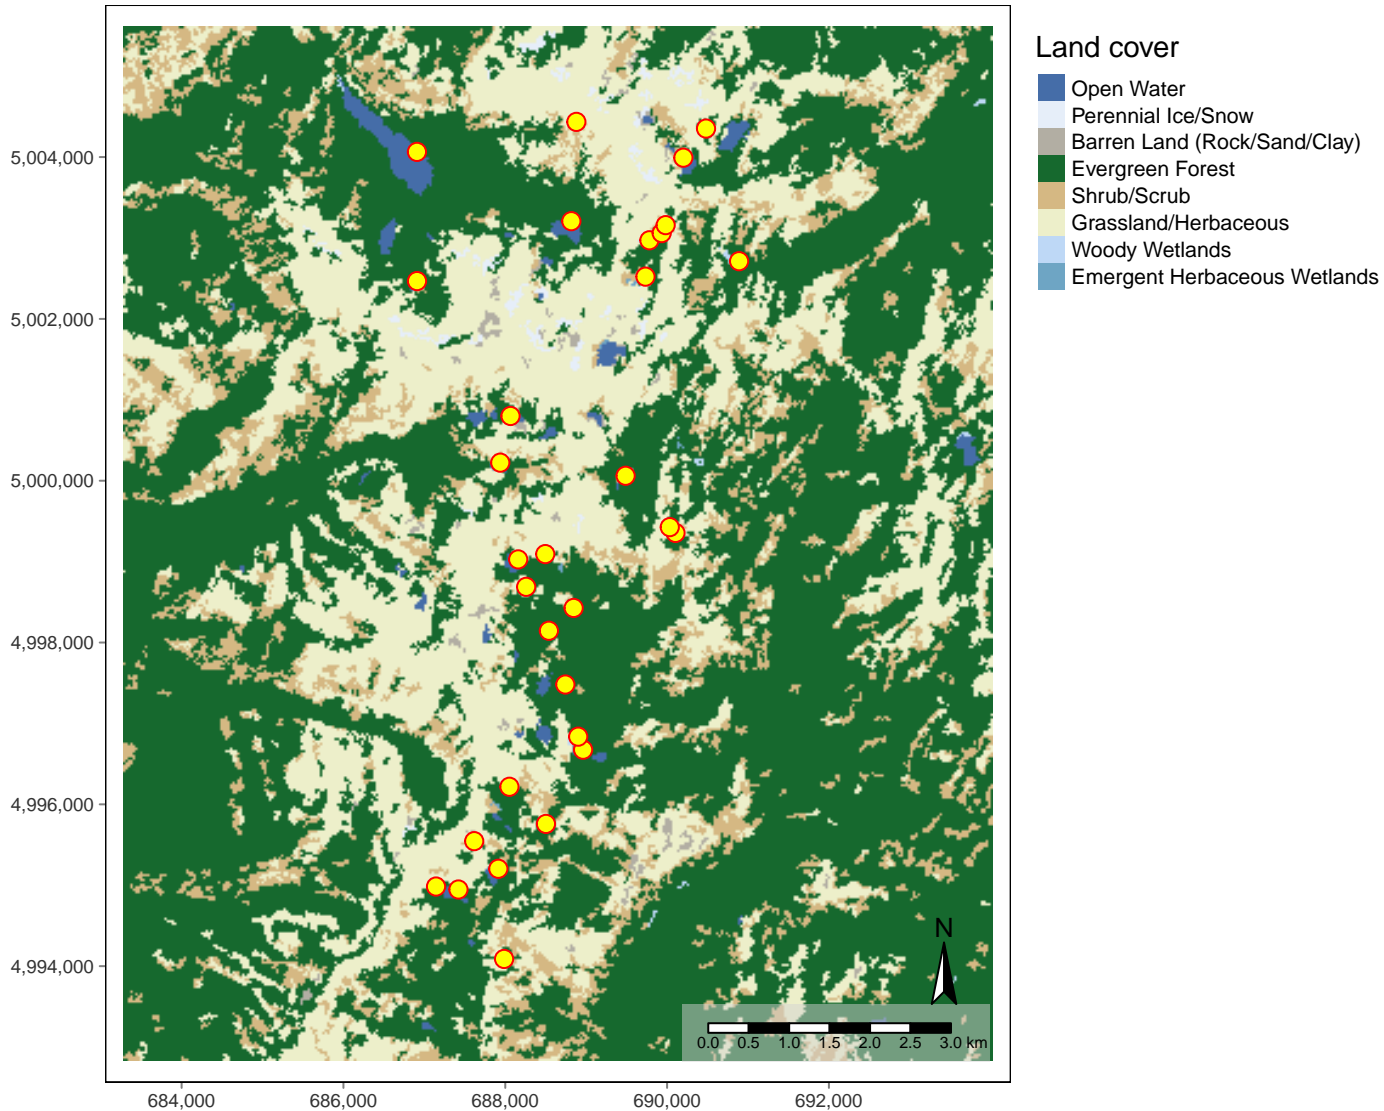 Land cover
Open Water
Perennial Ice/Snow
Barren Land (Rock/Sand/Clay)
Evergreen Forest
Shrub/Scrub
Grassland/Herbaceous
Woody Wetlands
Emergent Herbaceous Wetlands
5,004,000
5,002,000
5,000,000
4,998,000
4,996,000
4,994,000
N
0.0 0.5 1.0 1.5 2.0 2.5 3.0 km
684,000 686,000 688,000 690,000 692,000